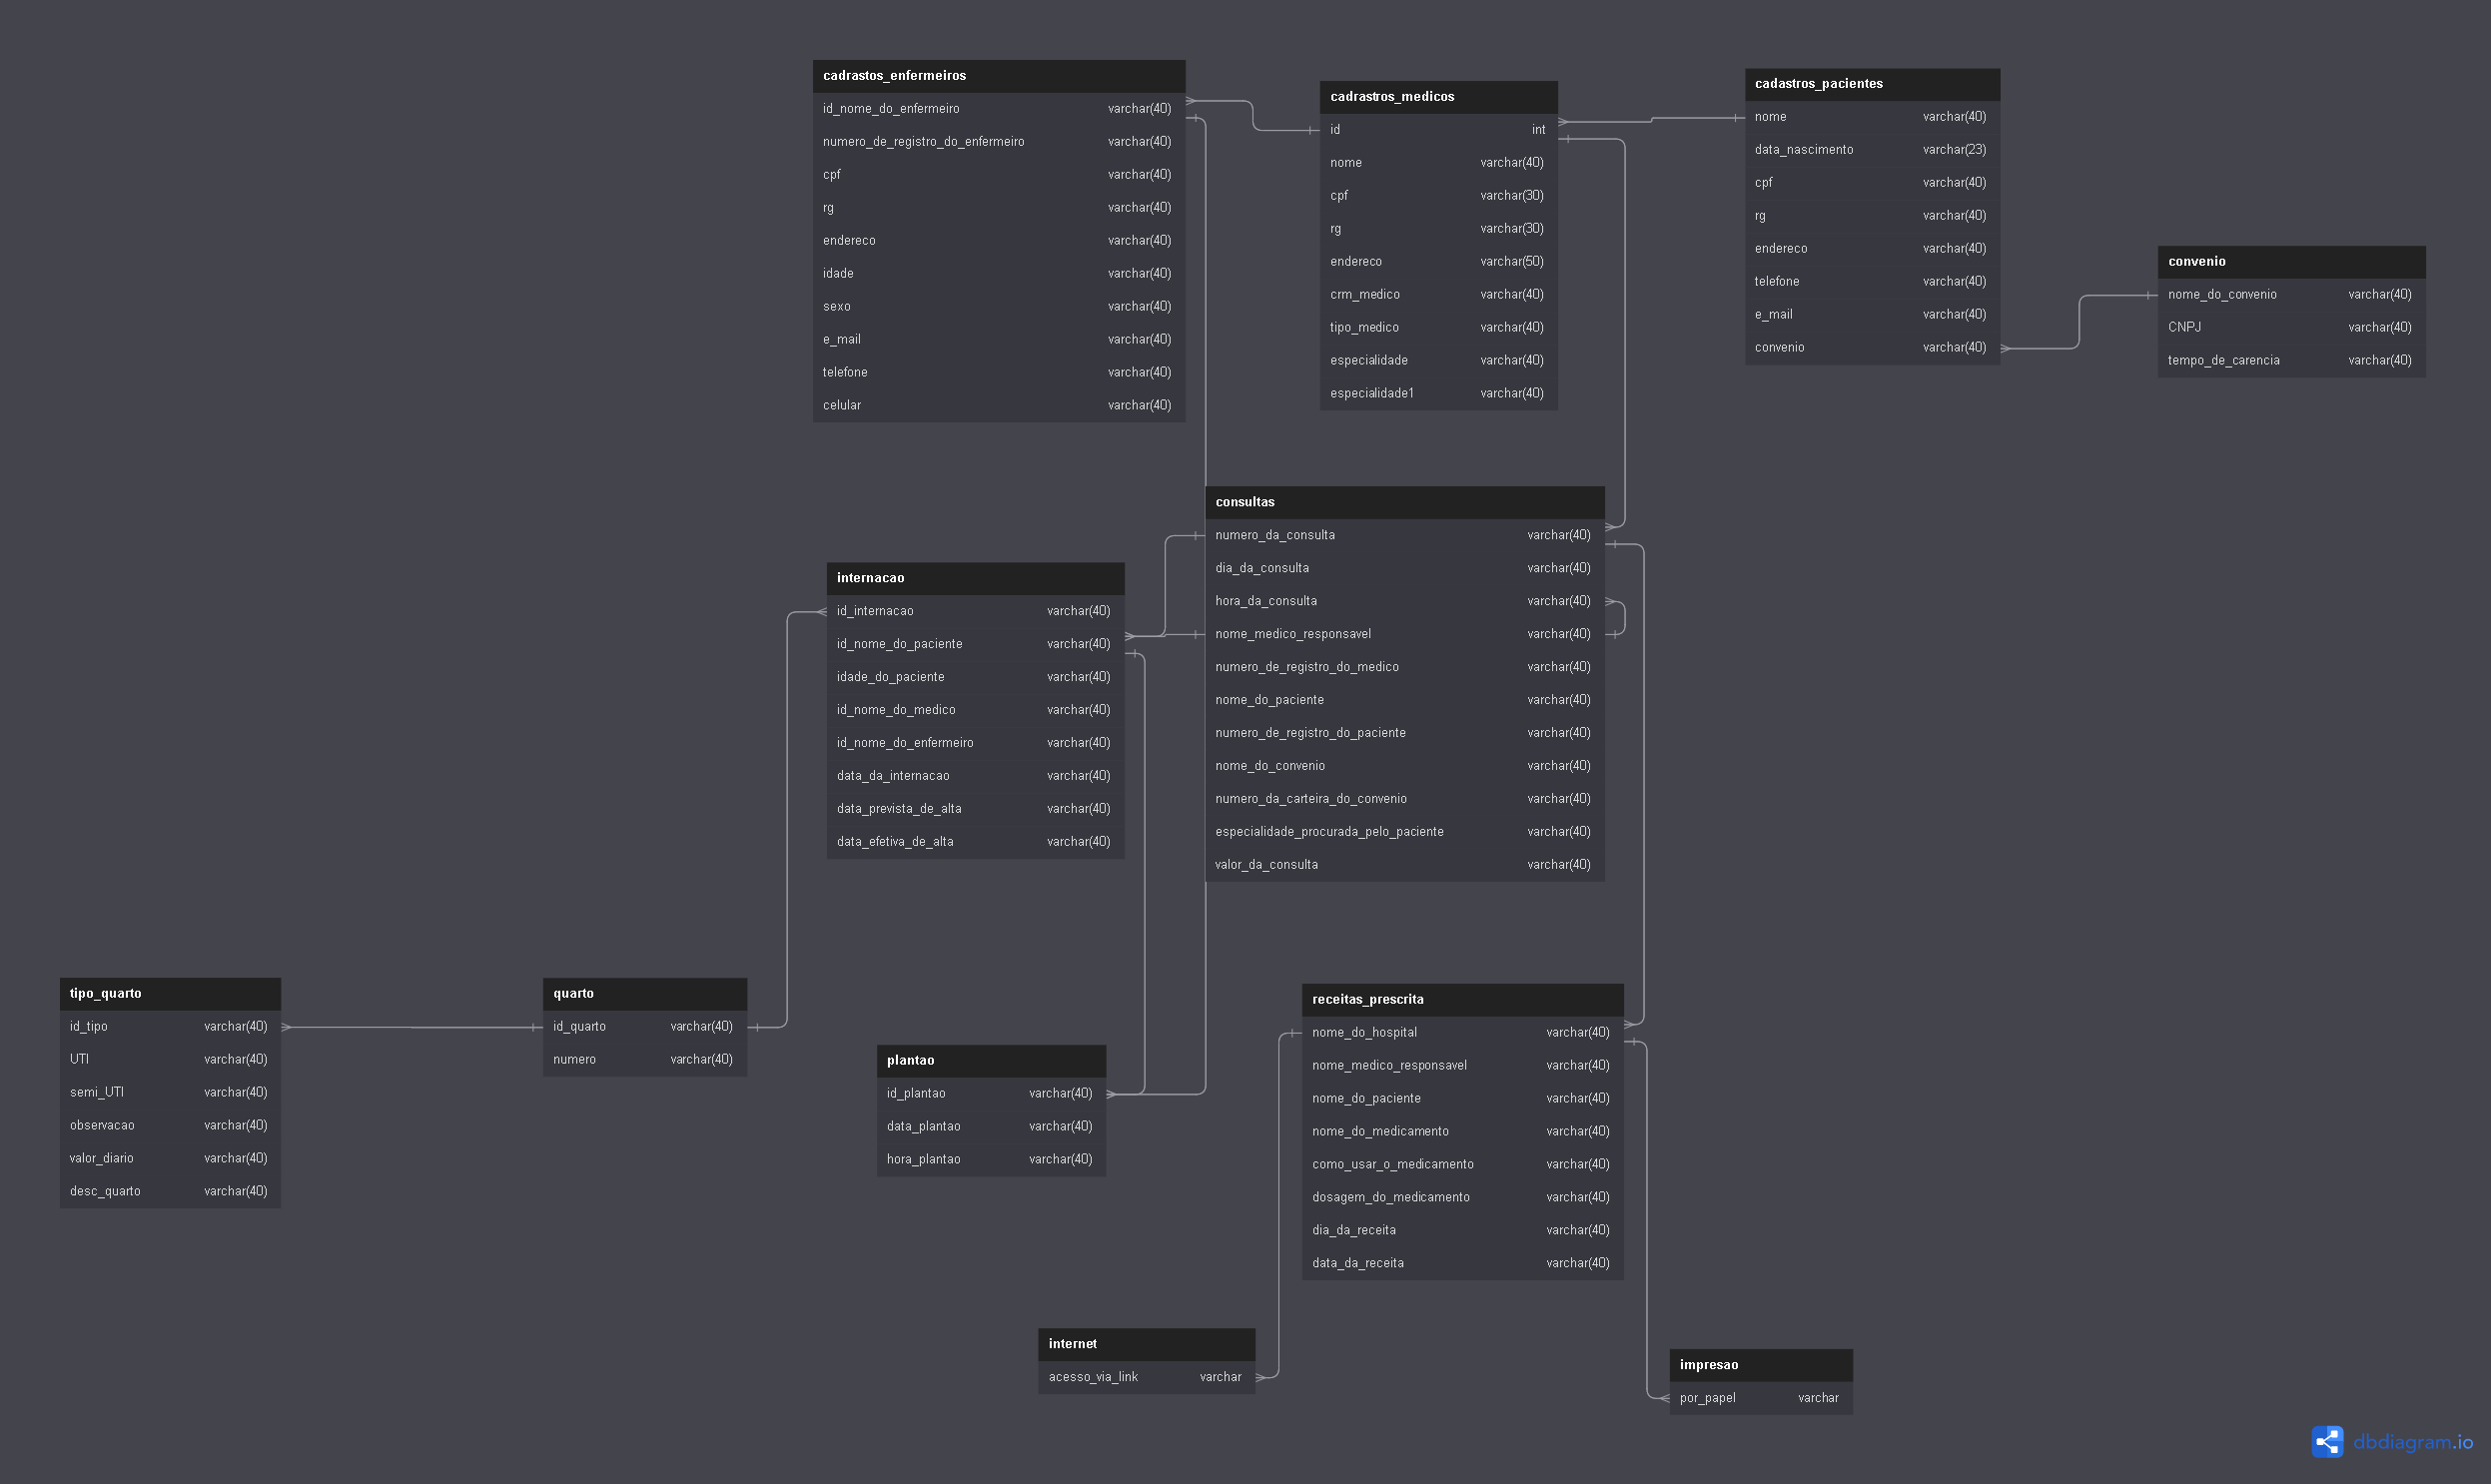 cadrastos_enfermeiros
id_nome_do_enfermeiro varchar(40)
numero_de_registro_do_enfermeiro varchar(40)
cpf varchar(40)
rg varchar(40)
endereco varchar(40)
idade varchar(40)
sexo varchar(40)
e_mail varchar(40)
telefone varchar(40)
celular varchar(40)
cadrastros_medicos
id int
nome varchar(40)
cpf varchar(30)
rg varchar(30)
endereco varchar(50)
crm_medico varchar(40)
tipo_medico varchar(40)
especialidade varchar(40)
especialidade1 varchar(40)
cadastros_pacientes
nome varchar(40)
data_nascimento varchar(23)
cpf varchar(40)
rg varchar(40)
endereco varchar(40)
telefone varchar(40)
e_mail varchar(40)
convenio varchar(40)
convenio
nome_do_convenio varchar(40)
CNPJ varchar(40)
tempo_de_carencia varchar(40)
consultas
numero_da_consulta varchar(40)
dia_da_consulta varchar(40)
hora_da_consulta varchar(40)
nome_medico_responsavel varchar(40)
numero_de_registro_do_medico varchar(40)
nome_do_paciente varchar(40)
numero_de_registro_do_paciente varchar(40)
nome_do_convenio varchar(40)
numero_da_carteira_do_convenio varchar(40)
especialidade_procurada_pelo_paciente varchar(40)
valor_da_consulta varchar(40)
internacao
id_internacao varchar(40)
id_nome_do_paciente varchar(40)
idade_do_paciente varchar(40)
id_nome_do_medico varchar(40)
id_nome_do_enfermeiro varchar(40)
data_da_internacao varchar(40)
data_prevista_de_alta varchar(40)
data_efetiva_de_alta varchar(40)
tipo_quarto
id_tipo varchar(40)
UTI varchar(40)
semi_UTI varchar(40)
observacao varchar(40)
valor_diario varchar(40)
desc_quarto varchar(40)
quarto
id_quarto varchar(40)
numero varchar(40)
plantao
id_plantao varchar(40)
data_plantao varchar(40)
hora_plantao varchar(40)
receitas_prescrita
nome_do_hospital varchar(40)
nome_medico_responsavel varchar(40)
nome_do_paciente varchar(40)
nome_do_medicamento varchar(40)
como_usar_o_medicamento varchar(40)
dosagem_do_medicamento varchar(40)
dia_da_receita varchar(40)
data_da_receita varchar(40)
internet
acesso_via_link varchar
impresao
por_papel varchar
dbdiagram.io